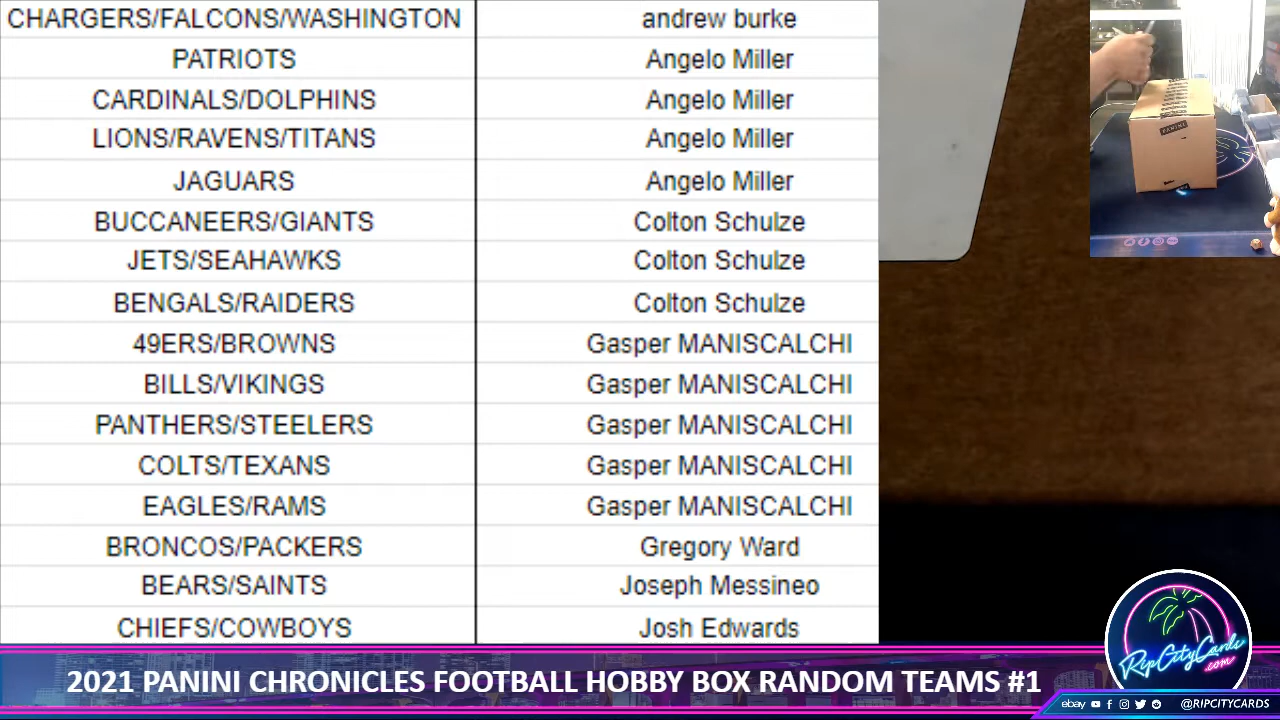 CHARGERS/FALCONS/WASHINGTON andrew burke
PATRIOTS Angelo Miller
CARDINALS/DOLPHINS Angelo Miller
LIONS/RAVENS/TITANS Angelo Miller
JAGUARS Angelo Miller
BUCCANEERS/GIANTS Colton Schulze
JETS/SEAHAWKS Colton Schulze
BENGALS/RAIDERS Colton Schulze
49ERS/BROWNS Gasper MANISCALCHI
BILLS/VIKINGS Gasper MANISCALCHI
PANTHERS/STEELERS Gasper MANISCALCHI
COLTS/TEXANS Gasper MANISCALCHI
EAGLES/RAMS Gasper MANISCALCHI
BRONCOS/PACKERS Gregory Ward
BEARS/SAINTS Joseph Messineo
CHIEFS/COWBOYS Josh Edwards
PANINI
RipCityCards
.com
2021 PANINI CHRONICLES FOOTBALL HOBBY BOX RANDOM TEAMS #1
ebay @RIPCITYCARDS